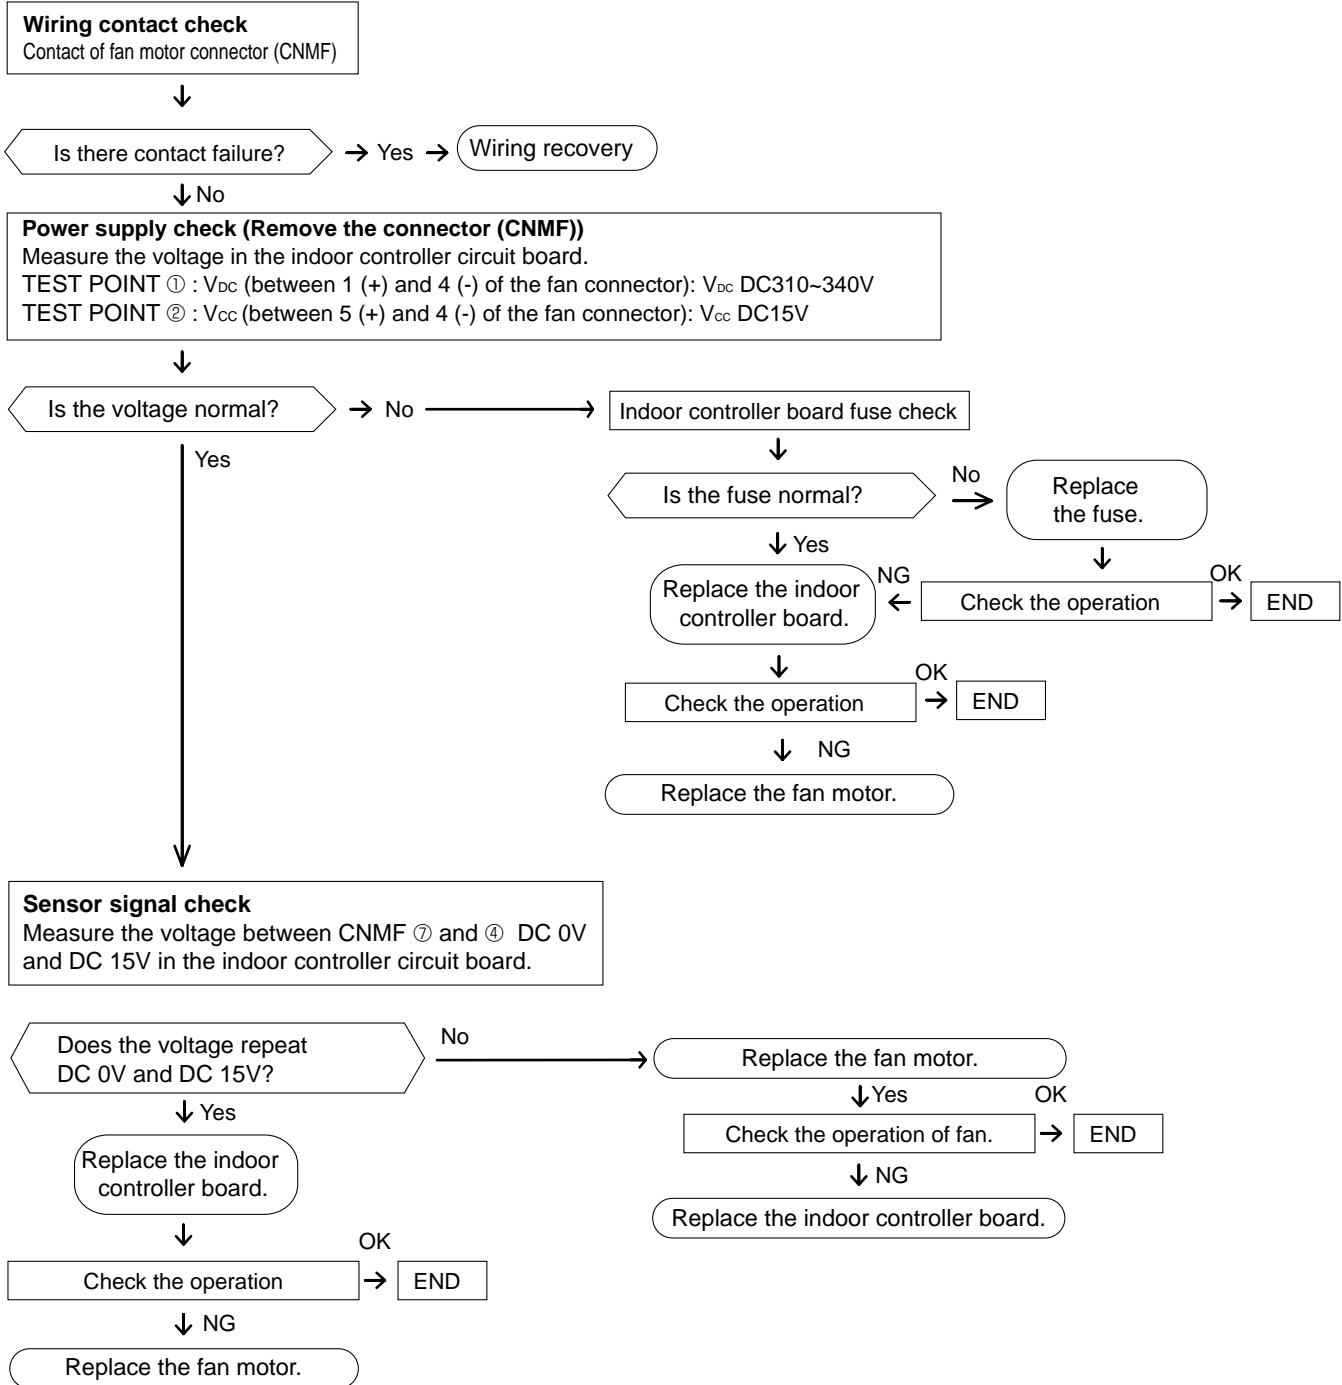 Wiring contact check
Contact of fan motor connector (CNMF)
Is there contact failure?
Yes
Wiring recovery
No
Power supply check (Remove the connector (CNMF))
Measure the voltage in the indoor controller circuit board.
TEST POINT ① : VDC (between 1 (+) and 4 (-) of the fan connector): VDC DC310~340V
TEST POINT ② : VCC (between 5 (+) and 4 (-) of the fan connector): Vcc DC15V
Is the voltage normal?
No
Indoor controller board fuse check
Yes
Is the fuse normal?
No
Replace
the fuse.
Yes
Replace the indoor
controller board.
NG
Check the operation
OK
END
Check the operation
OK
END
NG
Replace the fan motor.
Sensor signal check
Measure the voltage between CNMF ⑦ and ④ DC 0V
and DC 15V in the indoor controller circuit board.
Does the voltage repeat
DC 0V and DC 15V?
No
Replace the fan motor.
Yes
Check the operation of fan.
OK
END
NG
Replace the indoor controller board.
Yes
Replace the indoor
controller board.
Check the operation
OK
END
NG
Replace the fan motor.